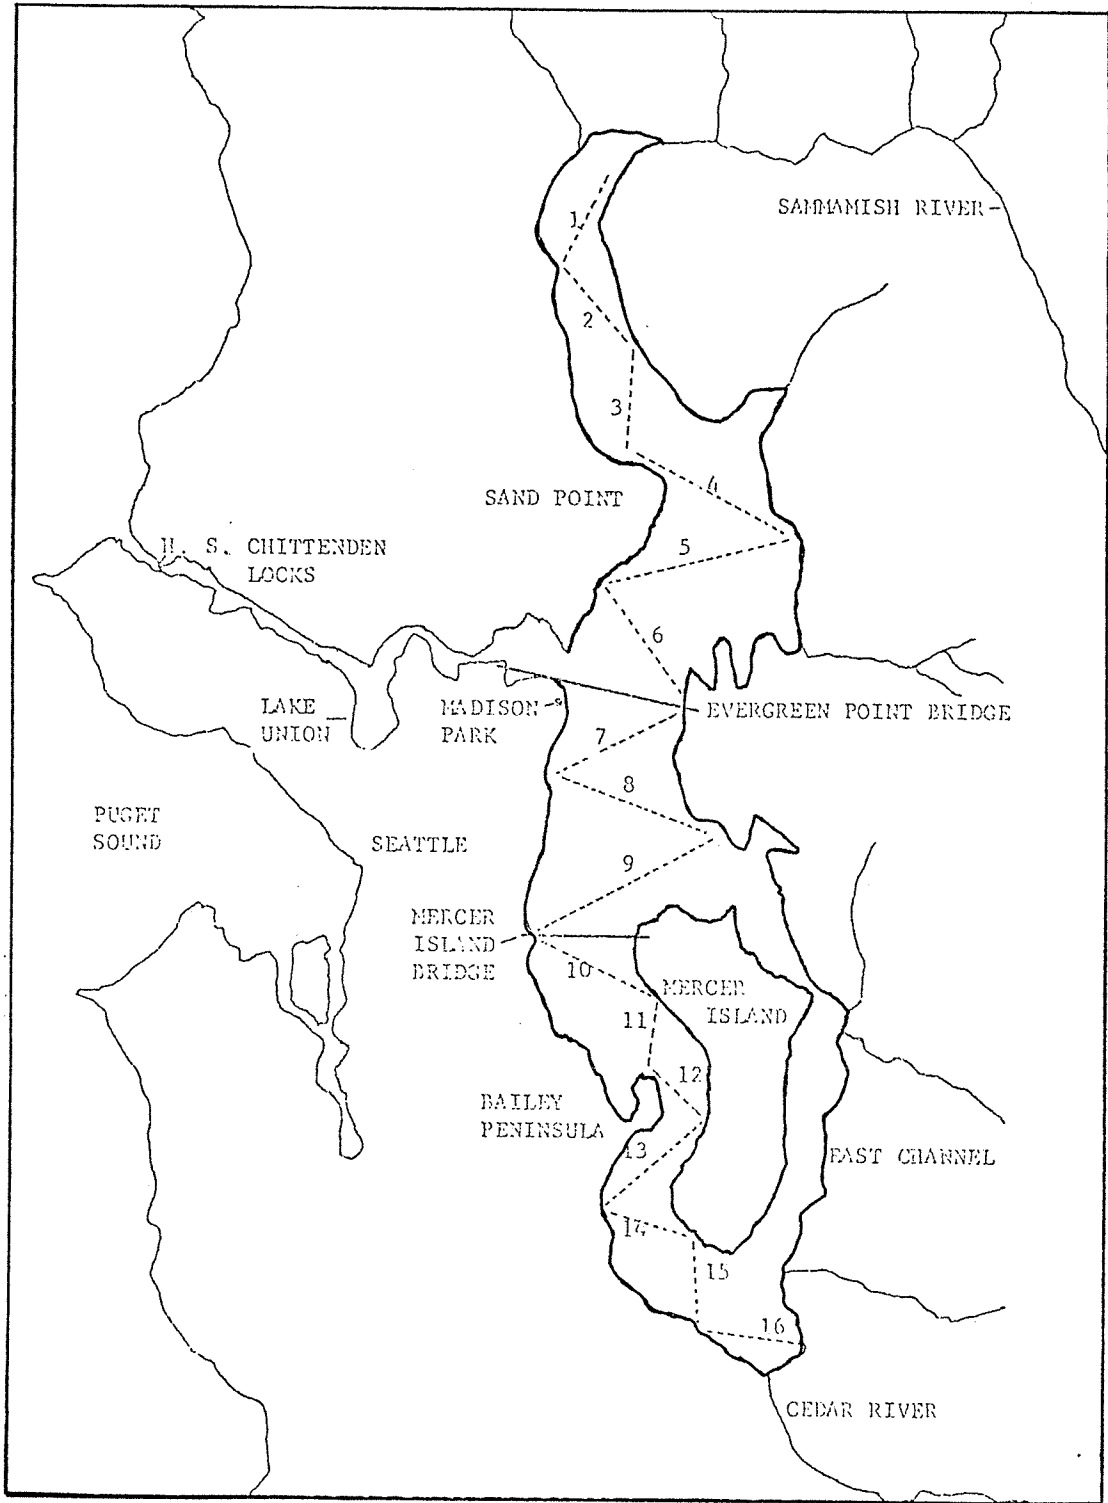 SAMMAMISH RIVER
1
2
3
4
SAND POINT
5
H. S. CHITTENDEN
LOCKS
6
LAKE
UNION
MADISON
PARK
EVERGREEN POINT BRIDGE
7
8
PUGET
SOUND
SEATTLE
9
MERCER
ISLAND
BRIDGE
10
MERCER
ISLAND
11
12
BAILEY
PENINSULA
13
EAST CHANNEL
14
15
16
CEDAR RIVER